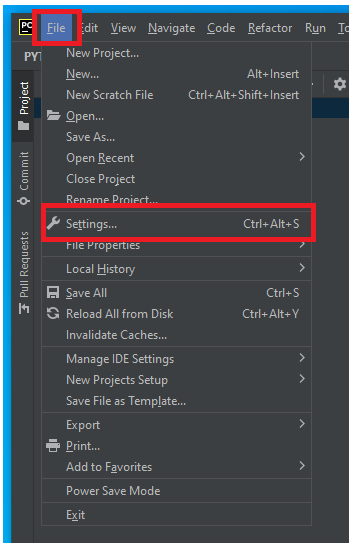 PC File Edit View Navigate Code Refactor Run
PY
Project
Commit
Pull Requests
New Project...
New... Alt+Insert
New Scratch File Ctrl+Alt+Shift+Insert
Open...
Save As...
Open Recent
Close Project
Rename Project...
Settings... Ctrl+Alt+S
File Properties
Local History
Save All Ctrl+S
Reload All from Disk Ctrl+Alt+Y
Invalidate Caches...
Manage IDE Settings
New Projects Setup
Save File as Template...
Export
Print...
Add to Favorites
Power Save Mode
Exit